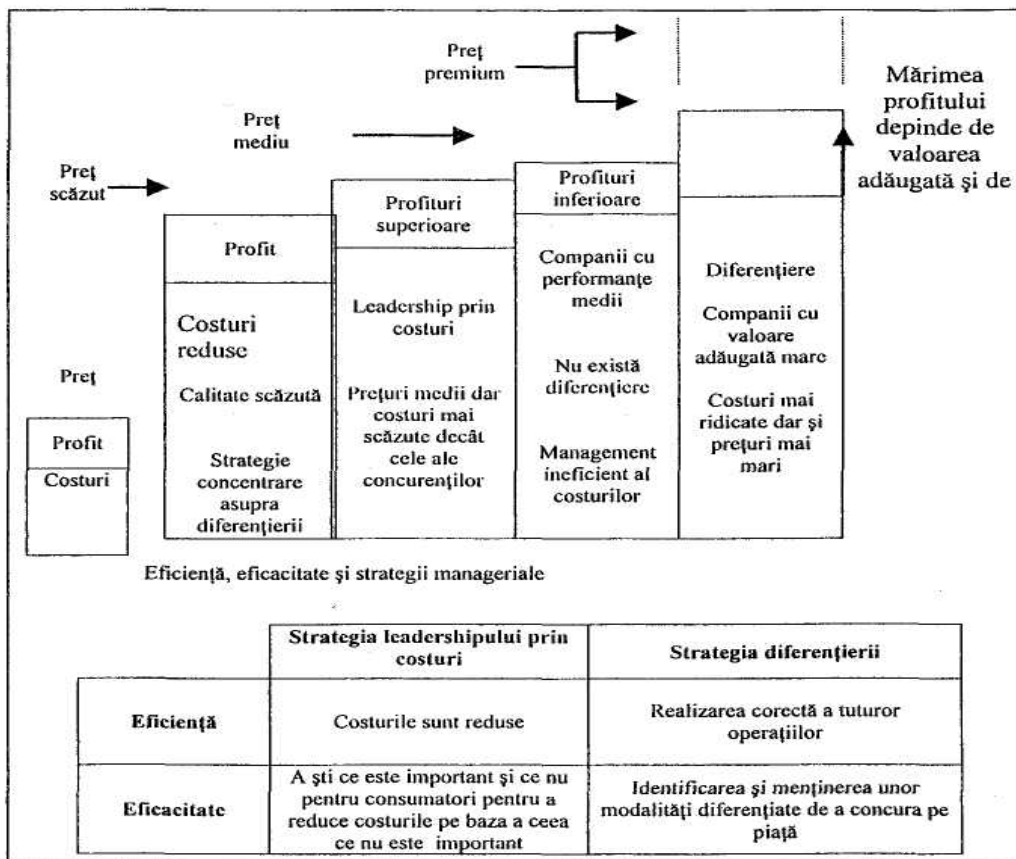 Preţ
premium
Mărimea
profitului
depinde de
valoarea
adăugată şi de
Preţ
mediu
Preţ
scăzut
Profit
Costuri
reduse
Calitate scăzută
Strategie
concentrare
asupra
diferenţierii
Profituri
superioare
Leadership prin
costuri
Preţuri medii dar
costuri mai
scăzute decât
cele ale
concurenţilor
Profituri
inferioare
Companii cu
performanţe
medii
Nu există
diferenţiere
Management
ineficient al
costurilor
Diferenţiere
Companii cu
valoare
adăugată mare
Costuri mai
ridicate dar şi
preţuri mai
mari
Preţ
Profit
Costuri
Eficienţă, eficacitate şi strategii manageriale
Strategia leadershipului prin
costuri
Strategia diferenţierii
Eficienţă
Costurile sunt reduse
Realizarea corectă a tuturor
operaţiilor
Eficacitate
A şti ce este important şi ce nu
pentru consumatori pentru a
reduce costurile pe baza a ceea
ce nu este important
Identificarea şi menţinerea unor
modalităţi diferenţiate de a concura pe
piaţă